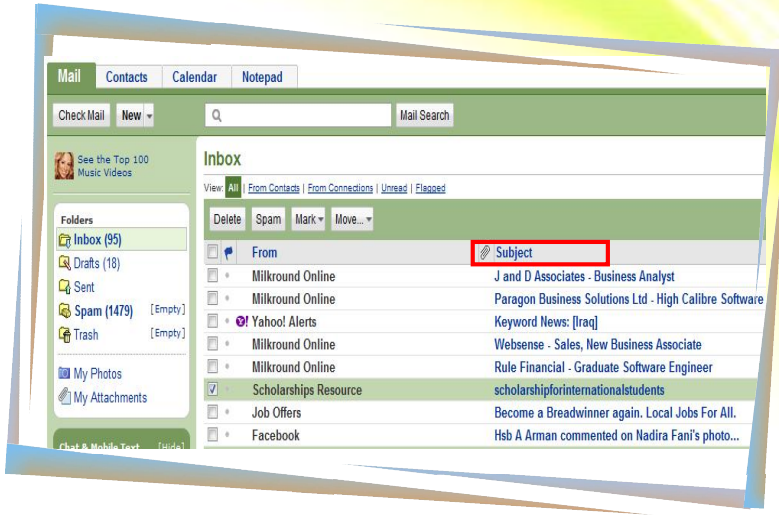 Mail Contacts Calendar Notepad
Check Mail New Mail Search
See the Top 100
Music Videos
Folders
Inbox (95)
Drafts (18)
Sent
Spam (1479) [Empty]
Trash [Empty]
My Photos
My Attachments
Chat & Mobile Text [Hide]
Inbox
View: All | From Contacts | From Connections | Unread | Flagged
Delete Spam Mark Move...
From Subject
Milkround Online J and D Associates - Business Analyst
Milkround Online Paragon Business Solutions Ltd - High Calibre Software
Y! Yahoo! Alerts Keyword News: [Iraq]
Milkround Online Websense - Sales, New Business Associate
Milkround Online Rule Financial - Graduate Software Engineer
Scholarships Resource scholarshipforinternationalstudents
Job Offers Become a Breadwinner again. Local Jobs For All.
Facebook Hsb A Arman commented on Nadira Fani's photo...